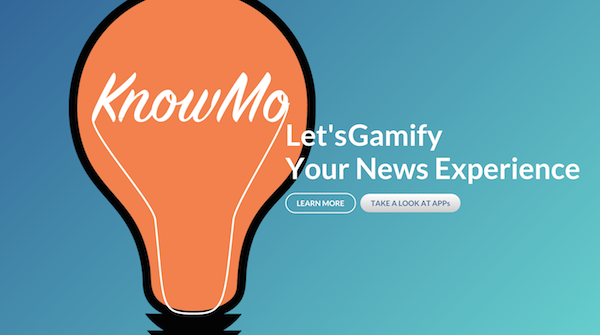 KnowMo
Let'sGamify
Your News Experience
LEARN MORE
TAKE A LOOK AT APPs